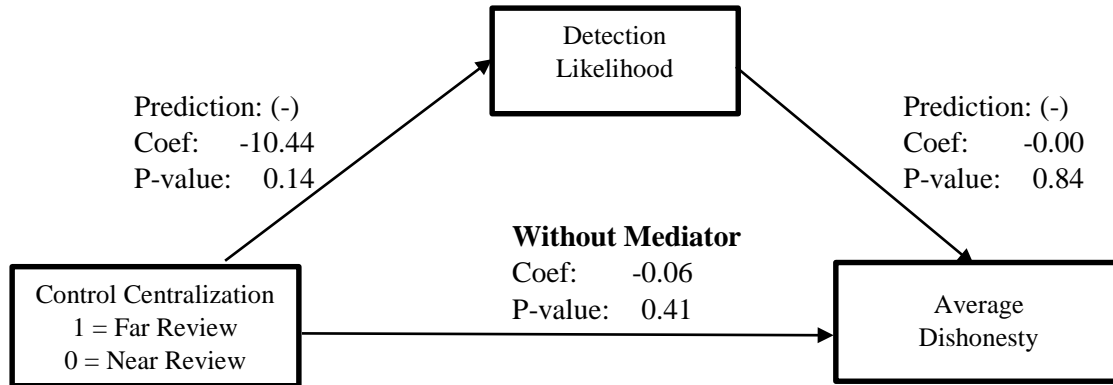 Detection
Likelihood
Prediction: (-)
Coef: -10.44
P-value: 0.14
Prediction: (-)
Coef: -0.00
P-value: 0.84
Without Mediator
Coef: -0.06
P-value: 0.41
Control Centralization
1 = Far Review
0 = Near Review
Average
Dishonesty